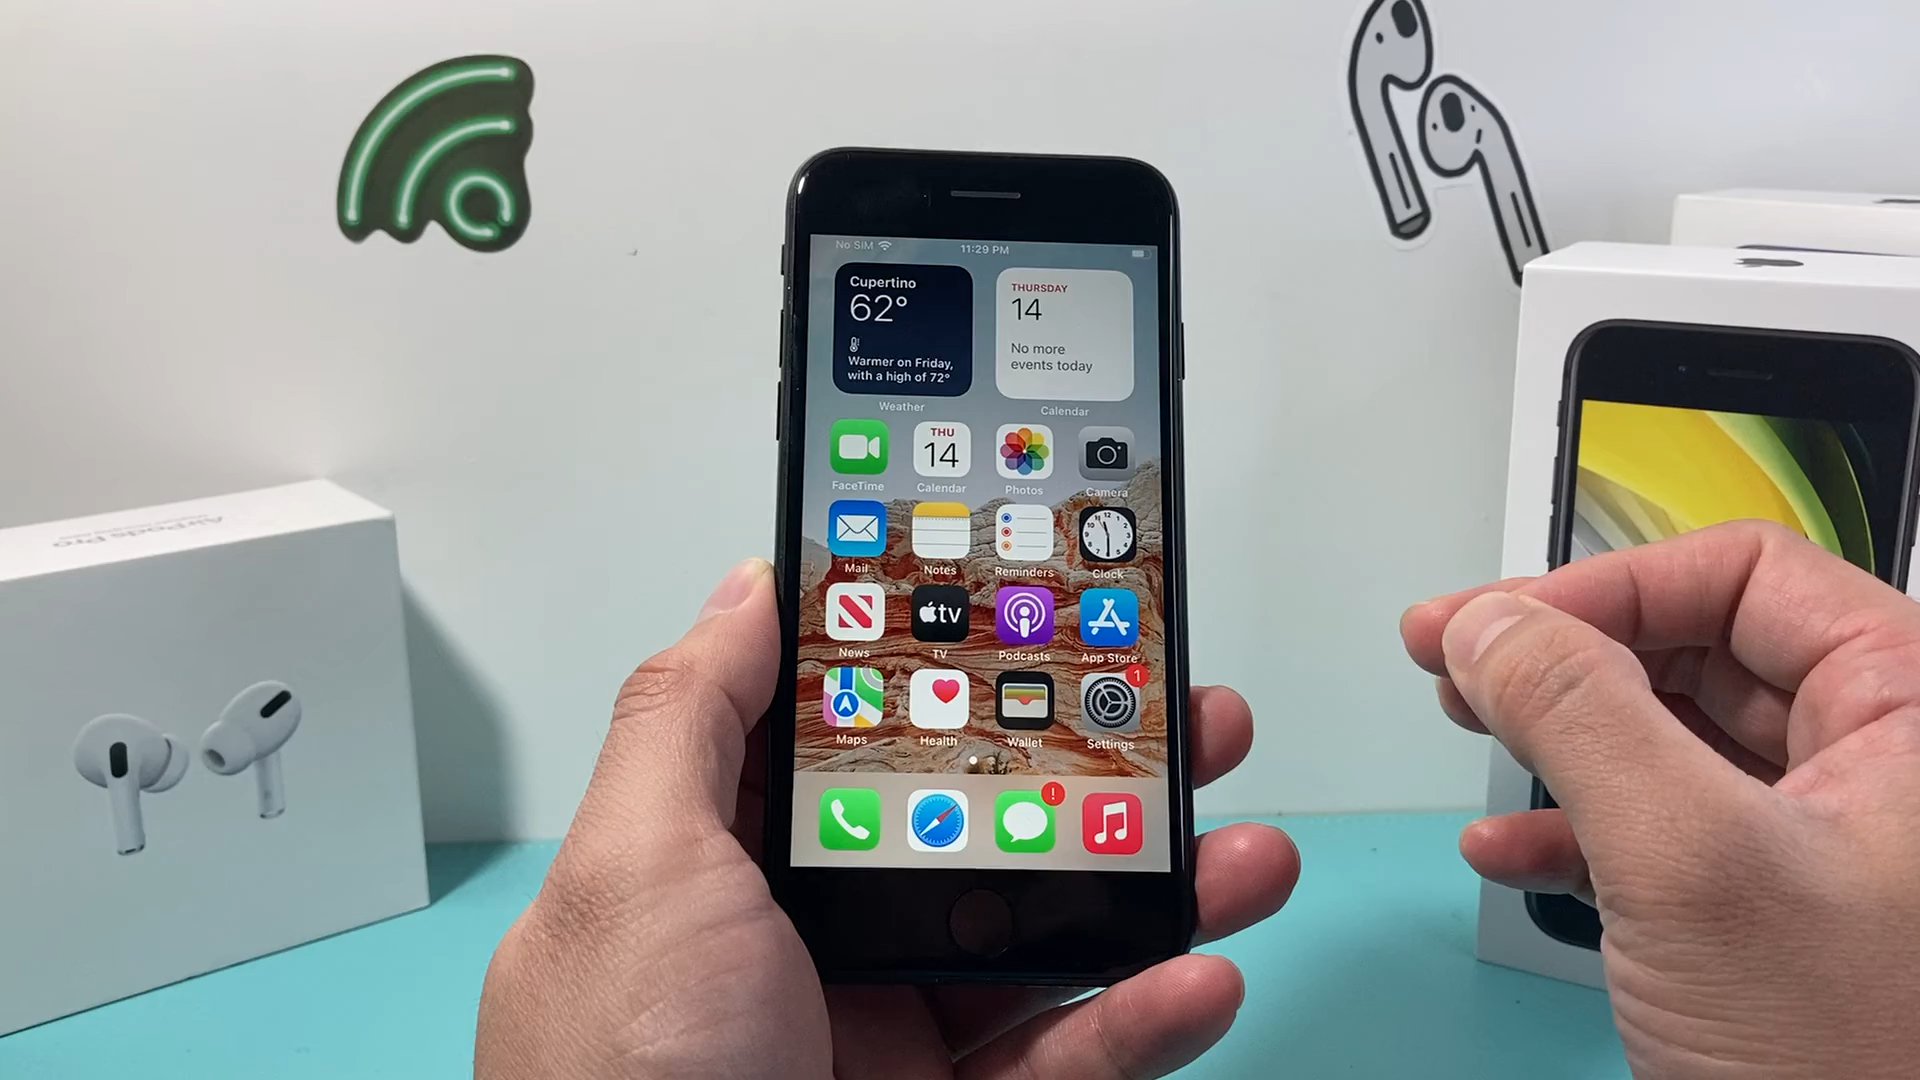 No SIM
11:29 PM
Cupertino
62°
Warmer on Friday,
with a high of 72°
Weather
THURSDAY
14
No more
events today
Calendar
THU
14
FaceTime
Calendar
Photos
Camera
Mail
Notes
Reminders
Clock
tv
News
TV
Podcasts
App Store
1
Maps
Health
Wallet
Settings
!
AirPods Pro